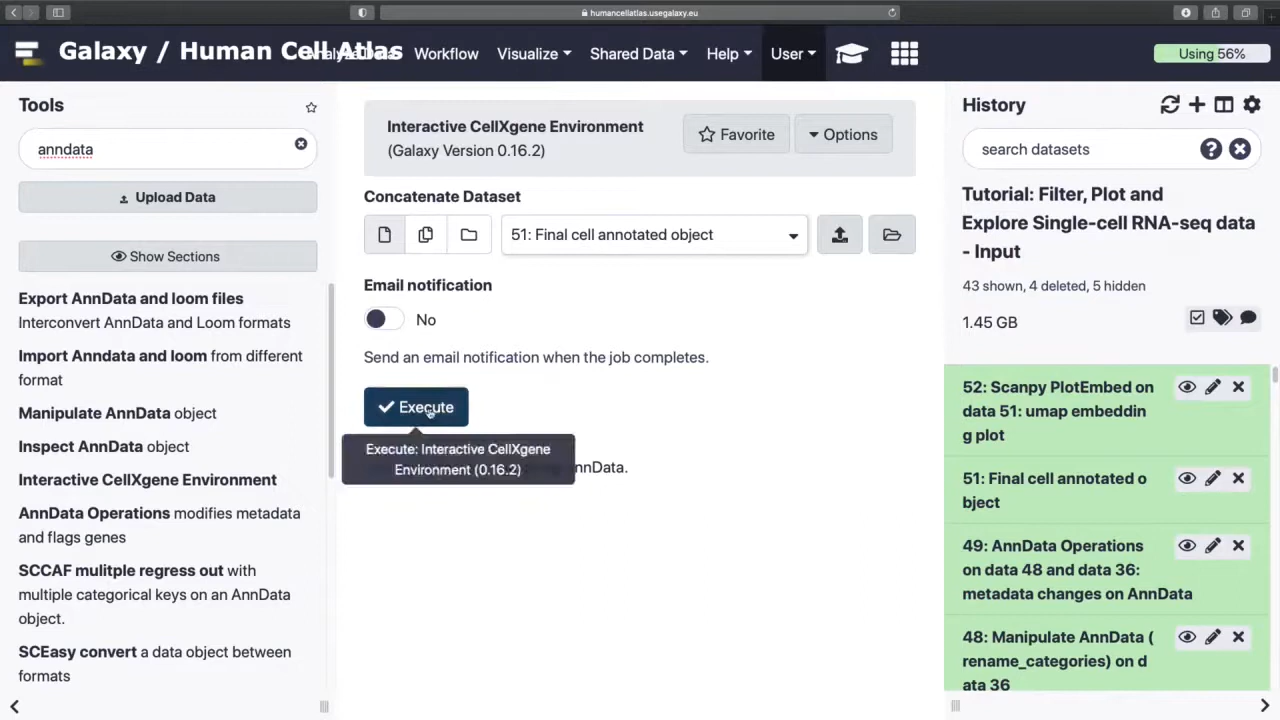 humancellatlas.usegalaxy.eu
Galaxy / Human Cell Atlas
Workflow
Visualize
Shared Data
Help
User
Using 56%
Tools
anndata
Upload Data
Show Sections
Export AnnData and loom files
Interconvert AnnData and Loom formats
Import Anndata and loom from different
format
Manipulate AnnData object
Inspect AnnData object
Interactive CellXgene Environment
AnnData Operations modifies metadata
and flags genes
SCCAF mulitple regress out with
multiple categorical keys on an AnnData
object.
SCEasy convert a data object between
formats
Interactive CellXgene Environment
(Galaxy Version 0.16.2)
Favorite
Options
Concatenate Dataset
51: Final cell annotated object
Email notification
No
Send an email notification when the job completes.
Execute
Execute: Interactive CellXgene
Environment (0.16.2)
nnData.
History
search datasets
Tutorial: Filter, Plot and
Explore Single-cell RNA-seq data
- Input
43 shown, 4 deleted, 5 hidden
1.45 GB
52: Scanpy PlotEmbed on
data 51: umap embeddin
g plot
51: Final cell annotated o
bject
49: AnnData Operations
on data 48 and data 36:
metadata changes on AnnData
48: Manipulate AnnData (
rename_categories) on d
ata 36